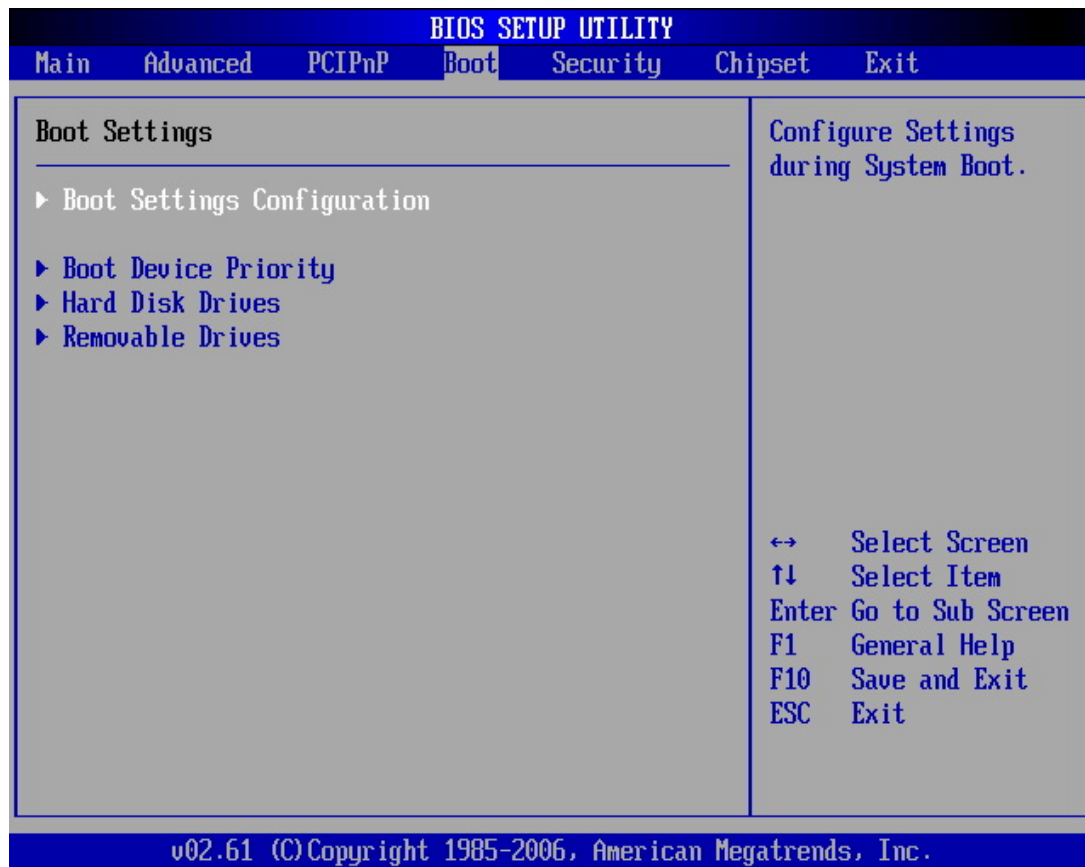 BIOS SETUP UTILITY
Main Advanced PCIPnP Boot Security Chipset Exit
Boot Settings
▶ Boot Settings Configuration
▶ Boot Device Priority
▶ Hard Disk Drives
▶ Removable Drives
Configure Settings
during System Boot.
←→ Select Screen
↑↓ Select Item
Enter Go to Sub Screen
F1 General Help
F10 Save and Exit
ESC Exit
v02.61 (C)Copyright 1985-2006, American Megatrends, Inc.